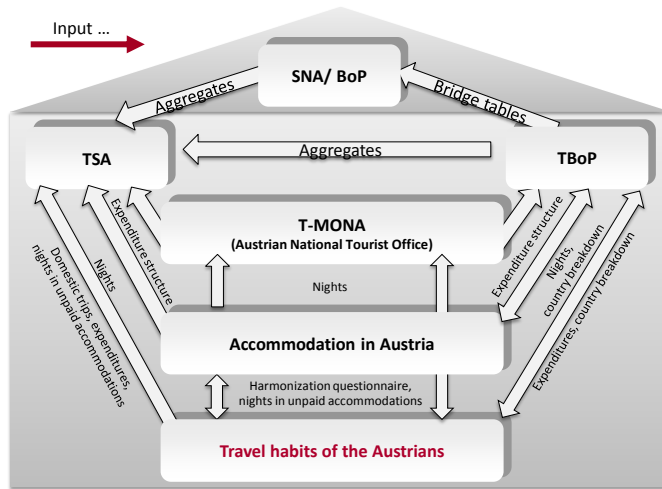 Input ...
SNA/ BoP
Aggregates
Bridge tables
TSA
Aggregates
TBoP
T-MONA
(Austrian National Tourist Office)
Expenditure structure
Nights
Domestic trips, expenditures,
nights in unpaid accommodations
Nights
Expenditure structure
Nights,
country breakdown
Expenditures, country breakdown
Accommodation in Austria
Harmonization questionnaire,
nights in unpaid accommodations
Travel habits of the Austrians